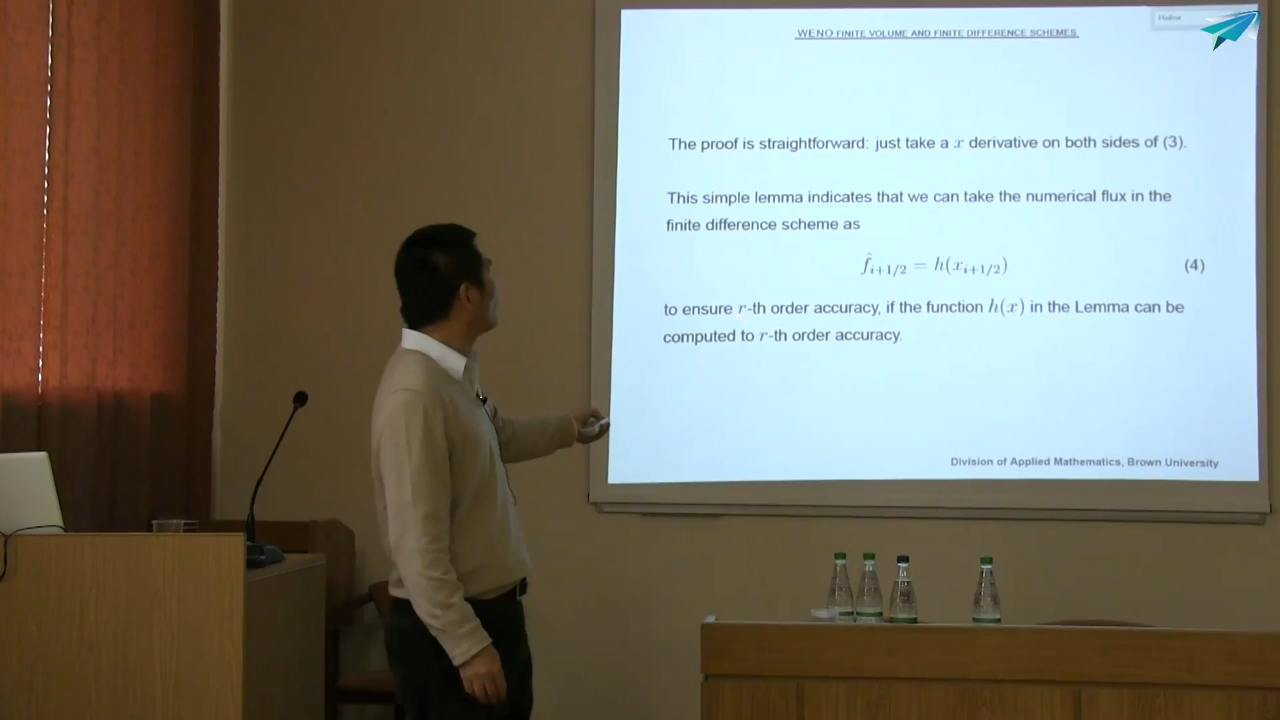 WENO FINITE VOLUME AND FINITE DIFFERENCE SCHEMES
The proof is straightforward: just take a x derivative on both sides of (3).
This simple lemma indicates that we can take the numerical flux in the
finite difference scheme as
f̂_{i+1/2} = h(x_{i+1/2}) (4)
to ensure r-th order accuracy, if the function h(x) in the Lemma can be
computed to r-th order accuracy.
Division of Applied Mathematics, Brown University